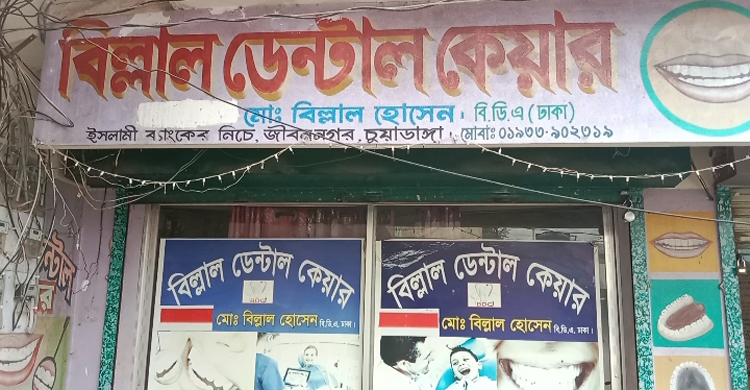 বিল্লাল ডেন্টাল কেয়ার
মোঃ বিল্লাল হোসেন। বি.ডি.এ (ঢাকা)
ইসলামী ব্যাংকের নিচে, জীবননগর, চুয়াডাঙ্গা। মোবাঃ ০১৯৩৩-৯০২৩১৯
বিল্লাল ডেন্টাল কেয়ার
মোঃ বিল্লাল হোসেন বি.ডি.এ, ঢাকা।
বিল্লাল ডেন্টাল কেয়ার
মোঃ বিল্লাল হোসেন বি.ডি.এ, ঢাকা।